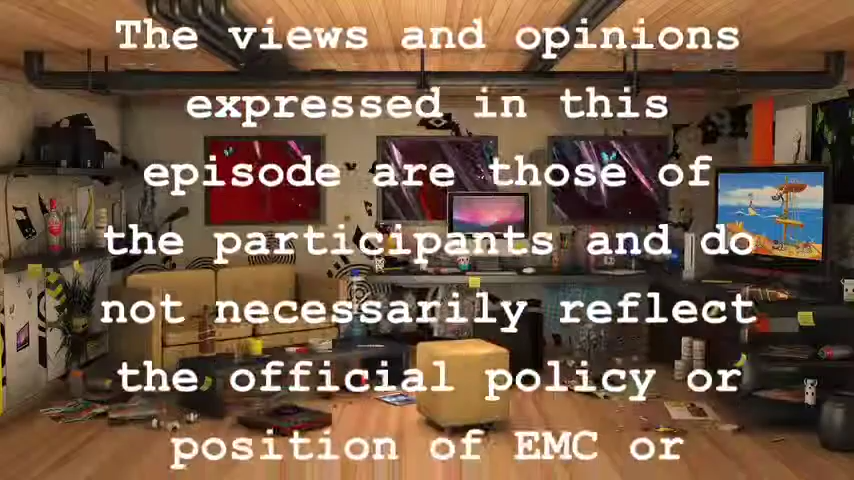 The views and opinions
expressed in this
episode are those of
the participants and do
not necessarily reflect
the official policy or
position of EMC or